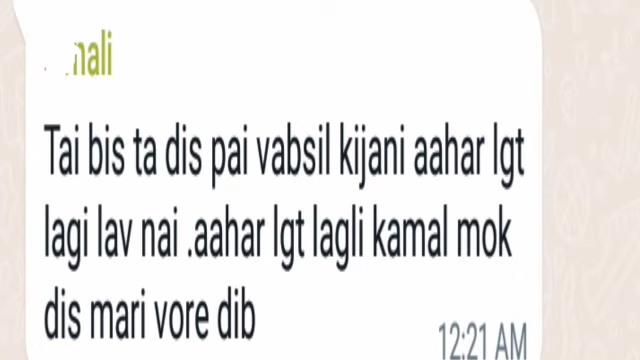 nali
Tai bis ta dis pai vabsil kijani aahar lgt
lagi lav nai .aahar lgt lagli kamal mok
dis mari vore dib
12:21 AM